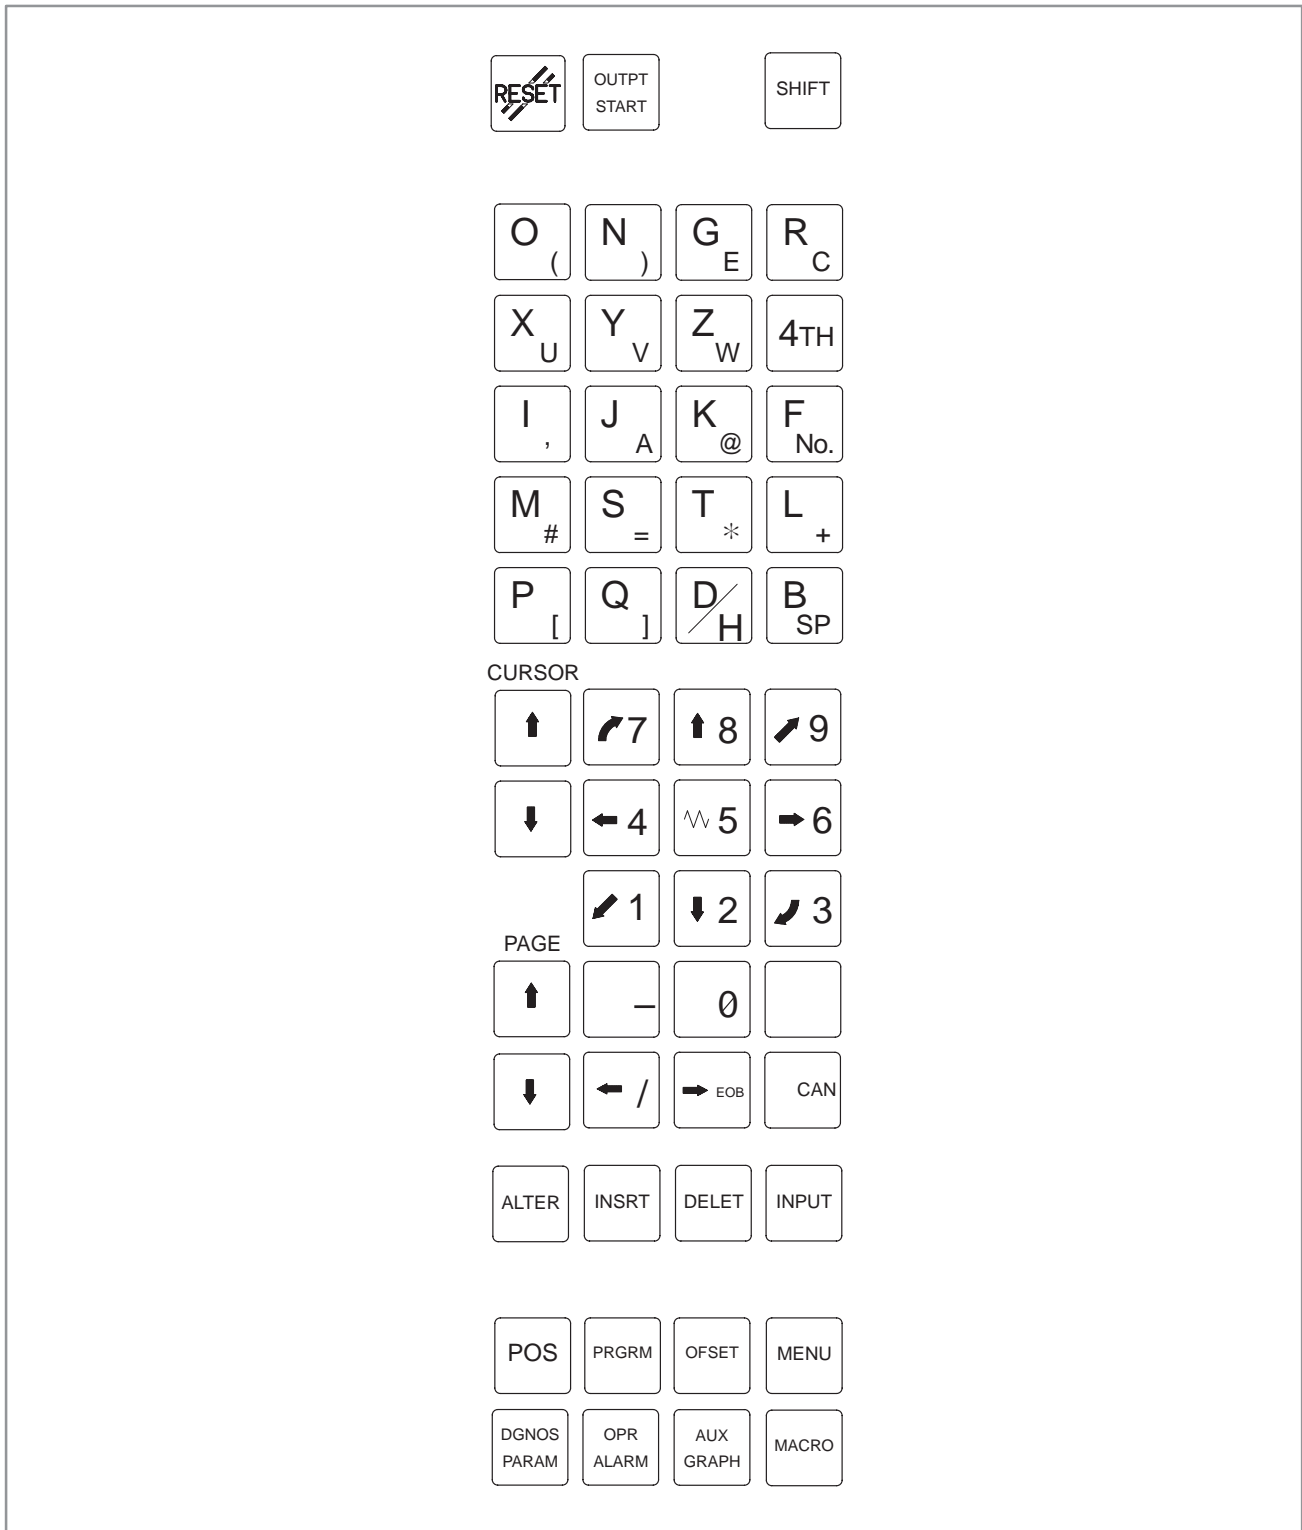 RESET
OUTPT
START
SHIFT
O (
N )
G E
R C
X U
Y V
Z W
4TH
I ,
J A
K @
F No.
M #
S =
T *
L +
P [
Q ]
D/H
B SP
CURSOR
7
8
9
4
5
6
1
2
3
PAGE
–
0
/
EOB
CAN
ALTER
INSRT
DELET
INPUT
POS
PRGRM
OFSET
MENU
DGNOS
PARAM
OPR
ALARM
AUX
GRAPH
MACRO